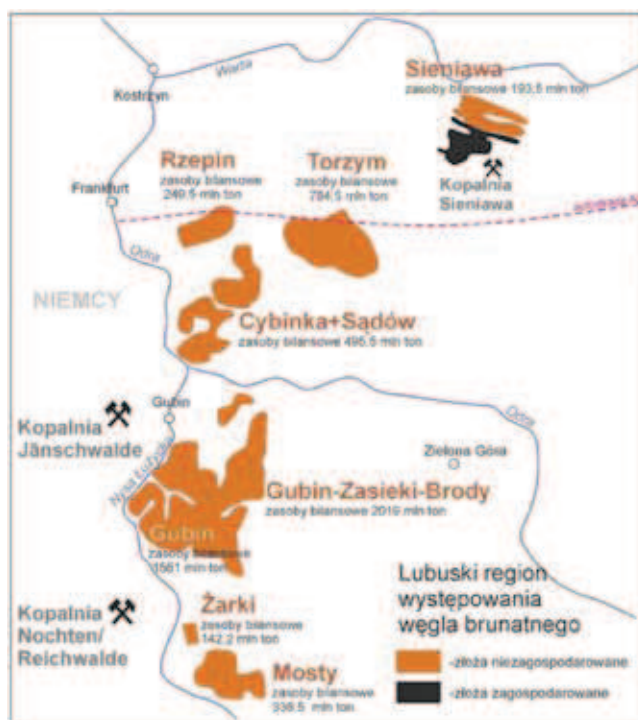 Warta
Sieniawa
zasoby bilansowe 193,5 mln ton
Kostrzyn
Rzepin
zasoby bilansowe
249.5 mln ton
Torzym
zasoby bilansowe
784,5 mln ton
Kopalnia
Sieniawa
Frankfurt
Odra
NIEMCY
Cybinka+Sądów
zasoby bilansowe 495.5 mln ton
Gubin
Kopalnia
Jänschwalde
Odra
Zielona Góra
Nysa Łużycka
Gubin-Zasieki-Brody
zasoby bilansowe 2019 mln ton
Gubin
zasoby bilansowe
1561 mln ton
Żarki
zasoby bilansowe
142.2 mln ton
Kopalnia
Nochten/
Reichwalde
Mosty
zasoby bilansowe
mln ton
Lubuski region
występowania
węgla brunatnego
-złoża niezagospodarowane
-złoża zagospodarowane